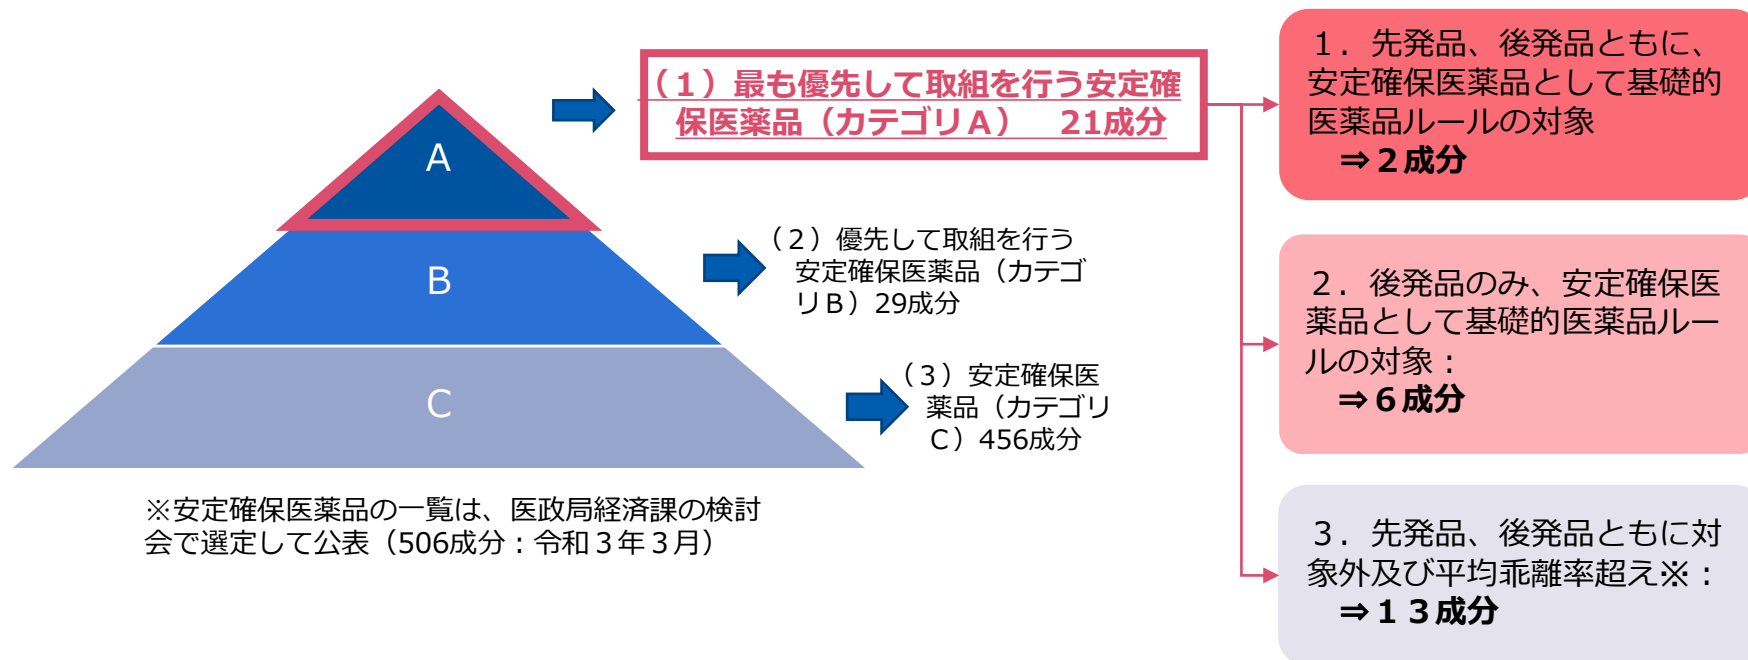 A
B
C
（１）最も優先して取組を行う安定確
保医薬品（カテゴリＡ）　21成分
（２）優先して取組を行う
安定確保医薬品（カテゴ
リＢ）29成分
（３）安定確保医
薬品（カテゴリ
Ｃ）456成分
※安定確保医薬品の一覧は、医政局経済課の検討
会で選定して公表（506成分：令和３年３月）
１．先発品、後発品ともに、
安定確保医薬品として基礎的
医薬品ルールの対象
⇒２成分
２．後発品のみ、安定確保医
薬品として基礎的医薬品ルー
ルの対象：
⇒６成分
３．先発品、後発品ともに対
象外及び平均乖離率超え※：
⇒１３成分